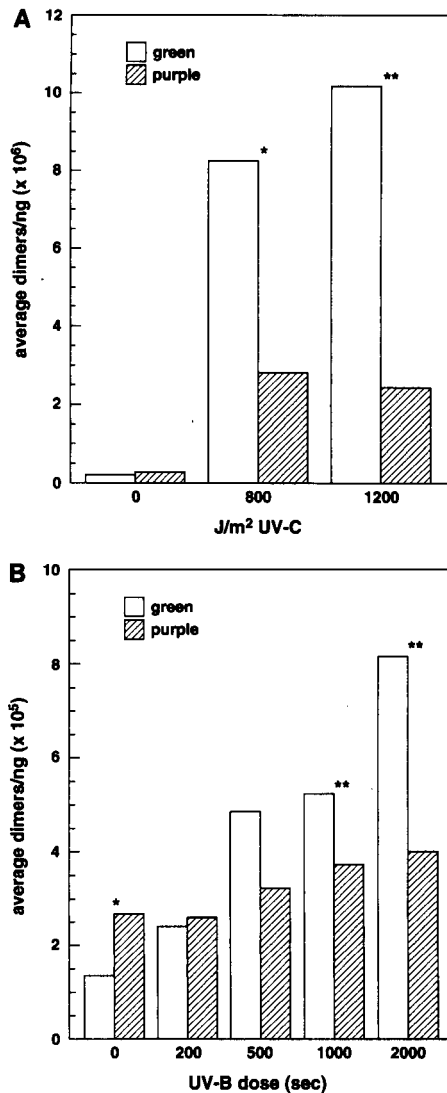 A
12
10
8
6
4
2
0
average dimers/ng (x 10⁶)
green
purple
*
**
0 800 1200
J/m² UV-C
B
10
8
6
4
2
0
average dimers/ng (x 10⁵)
green
purple
*
**
**
0 200 500 1000 2000
UV-B dose (sec)